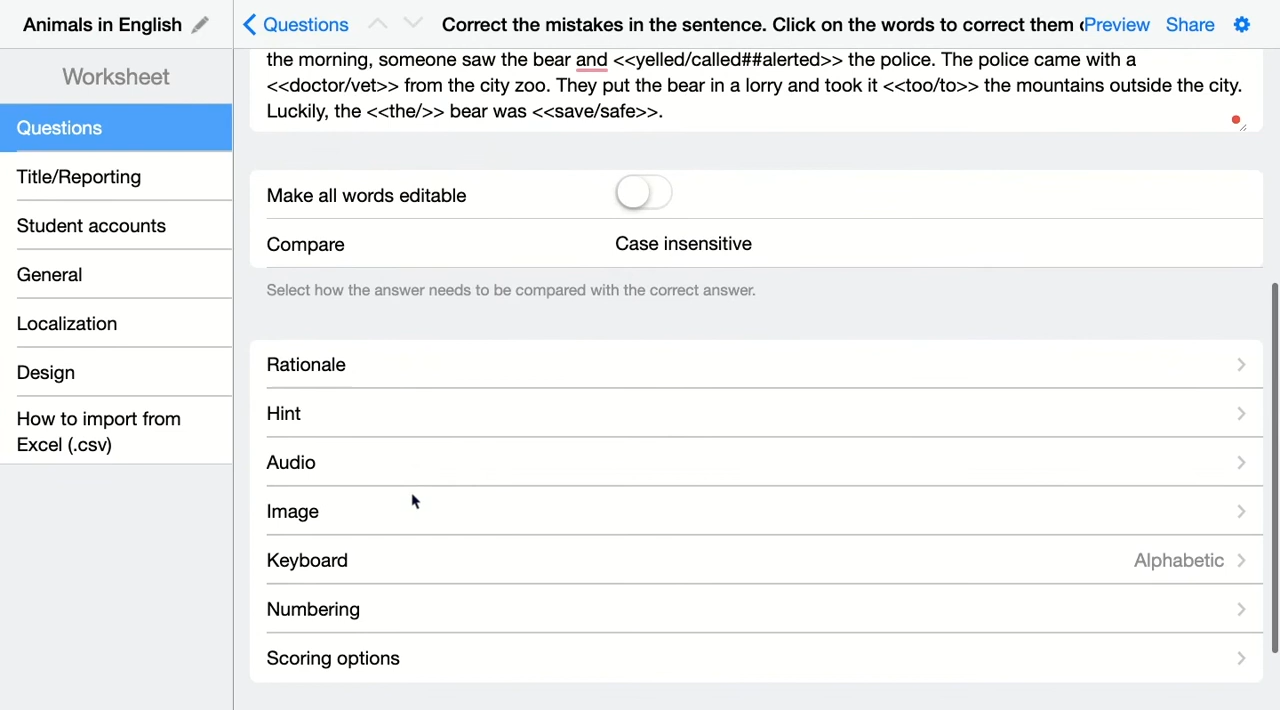 Animals in English
Questions
Correct the mistakes in the sentence. Click on the words to correct them
Preview
Share
Worksheet
Questions
Title/Reporting
Student accounts
General
Localization
Design
How to import from
Excel (.csv)
the morning, someone saw the bear and <<yelled/called##alerted>> the police. The police came with a
<<doctor/vet>> from the city zoo. They put the bear in a lorry and took it <<too/to>> the mountains outside the city.
Luckily, the <<the/>> bear was <<save/safe>>.
Make all words editable
Compare
Case insensitive
Select how the answer needs to be compared with the correct answer.
Rationale
Hint
Audio
Image
Keyboard
Alphabetic
Numbering
Scoring options